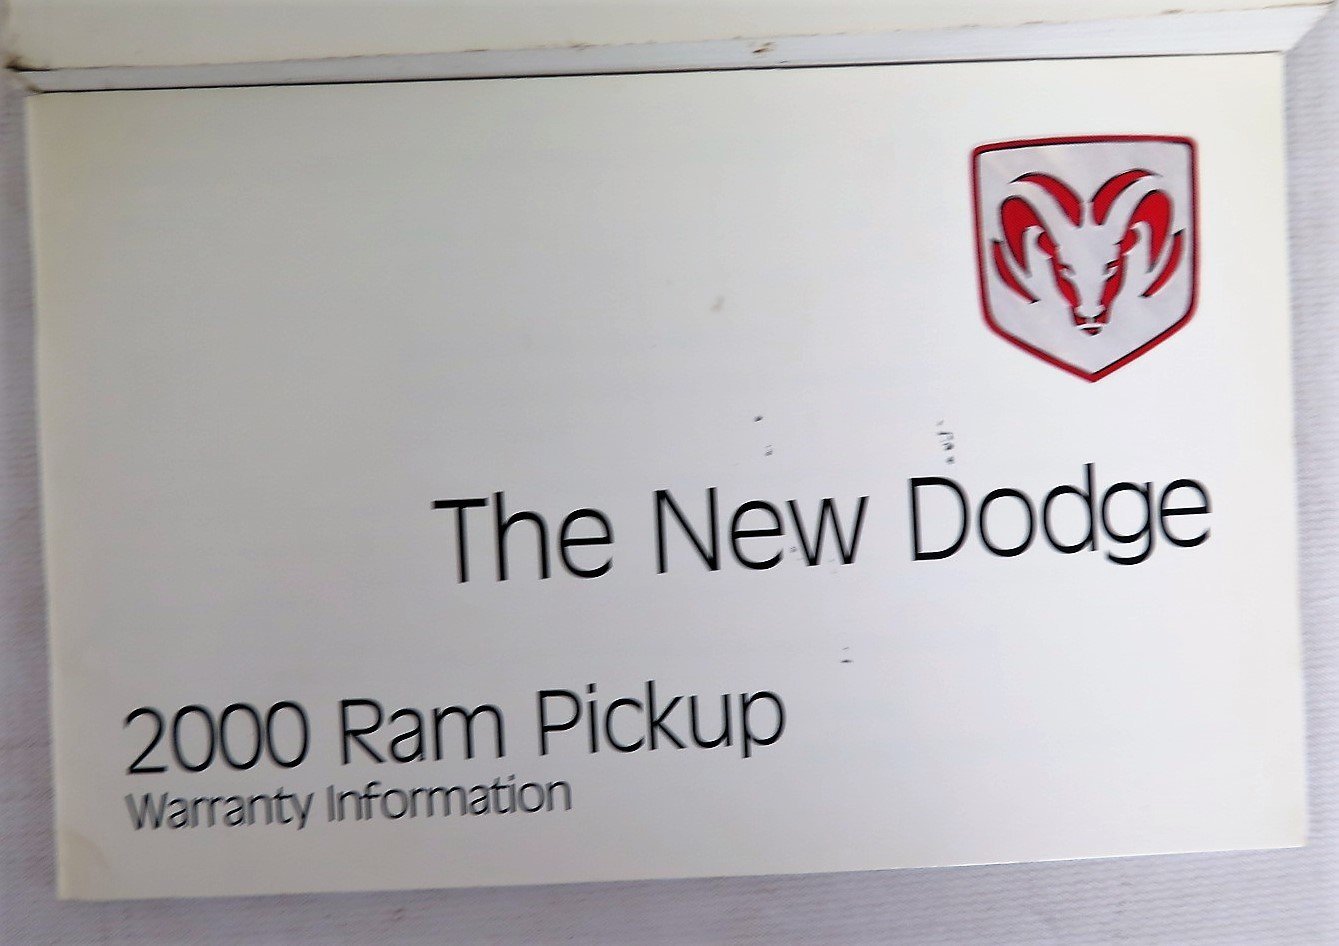 The New Dodge
2000 Ram Pickup
Warranty Information